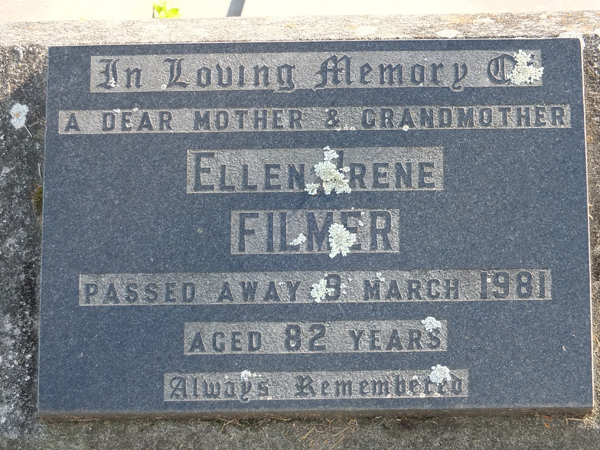 In Loving Memory Of
A DEAR MOTHER & GRANDMOTHER
ELLEN IRENE
FILMER
PASSED AWAY 9 MARCH 1981
AGED 82 YEARS
Always Remembered